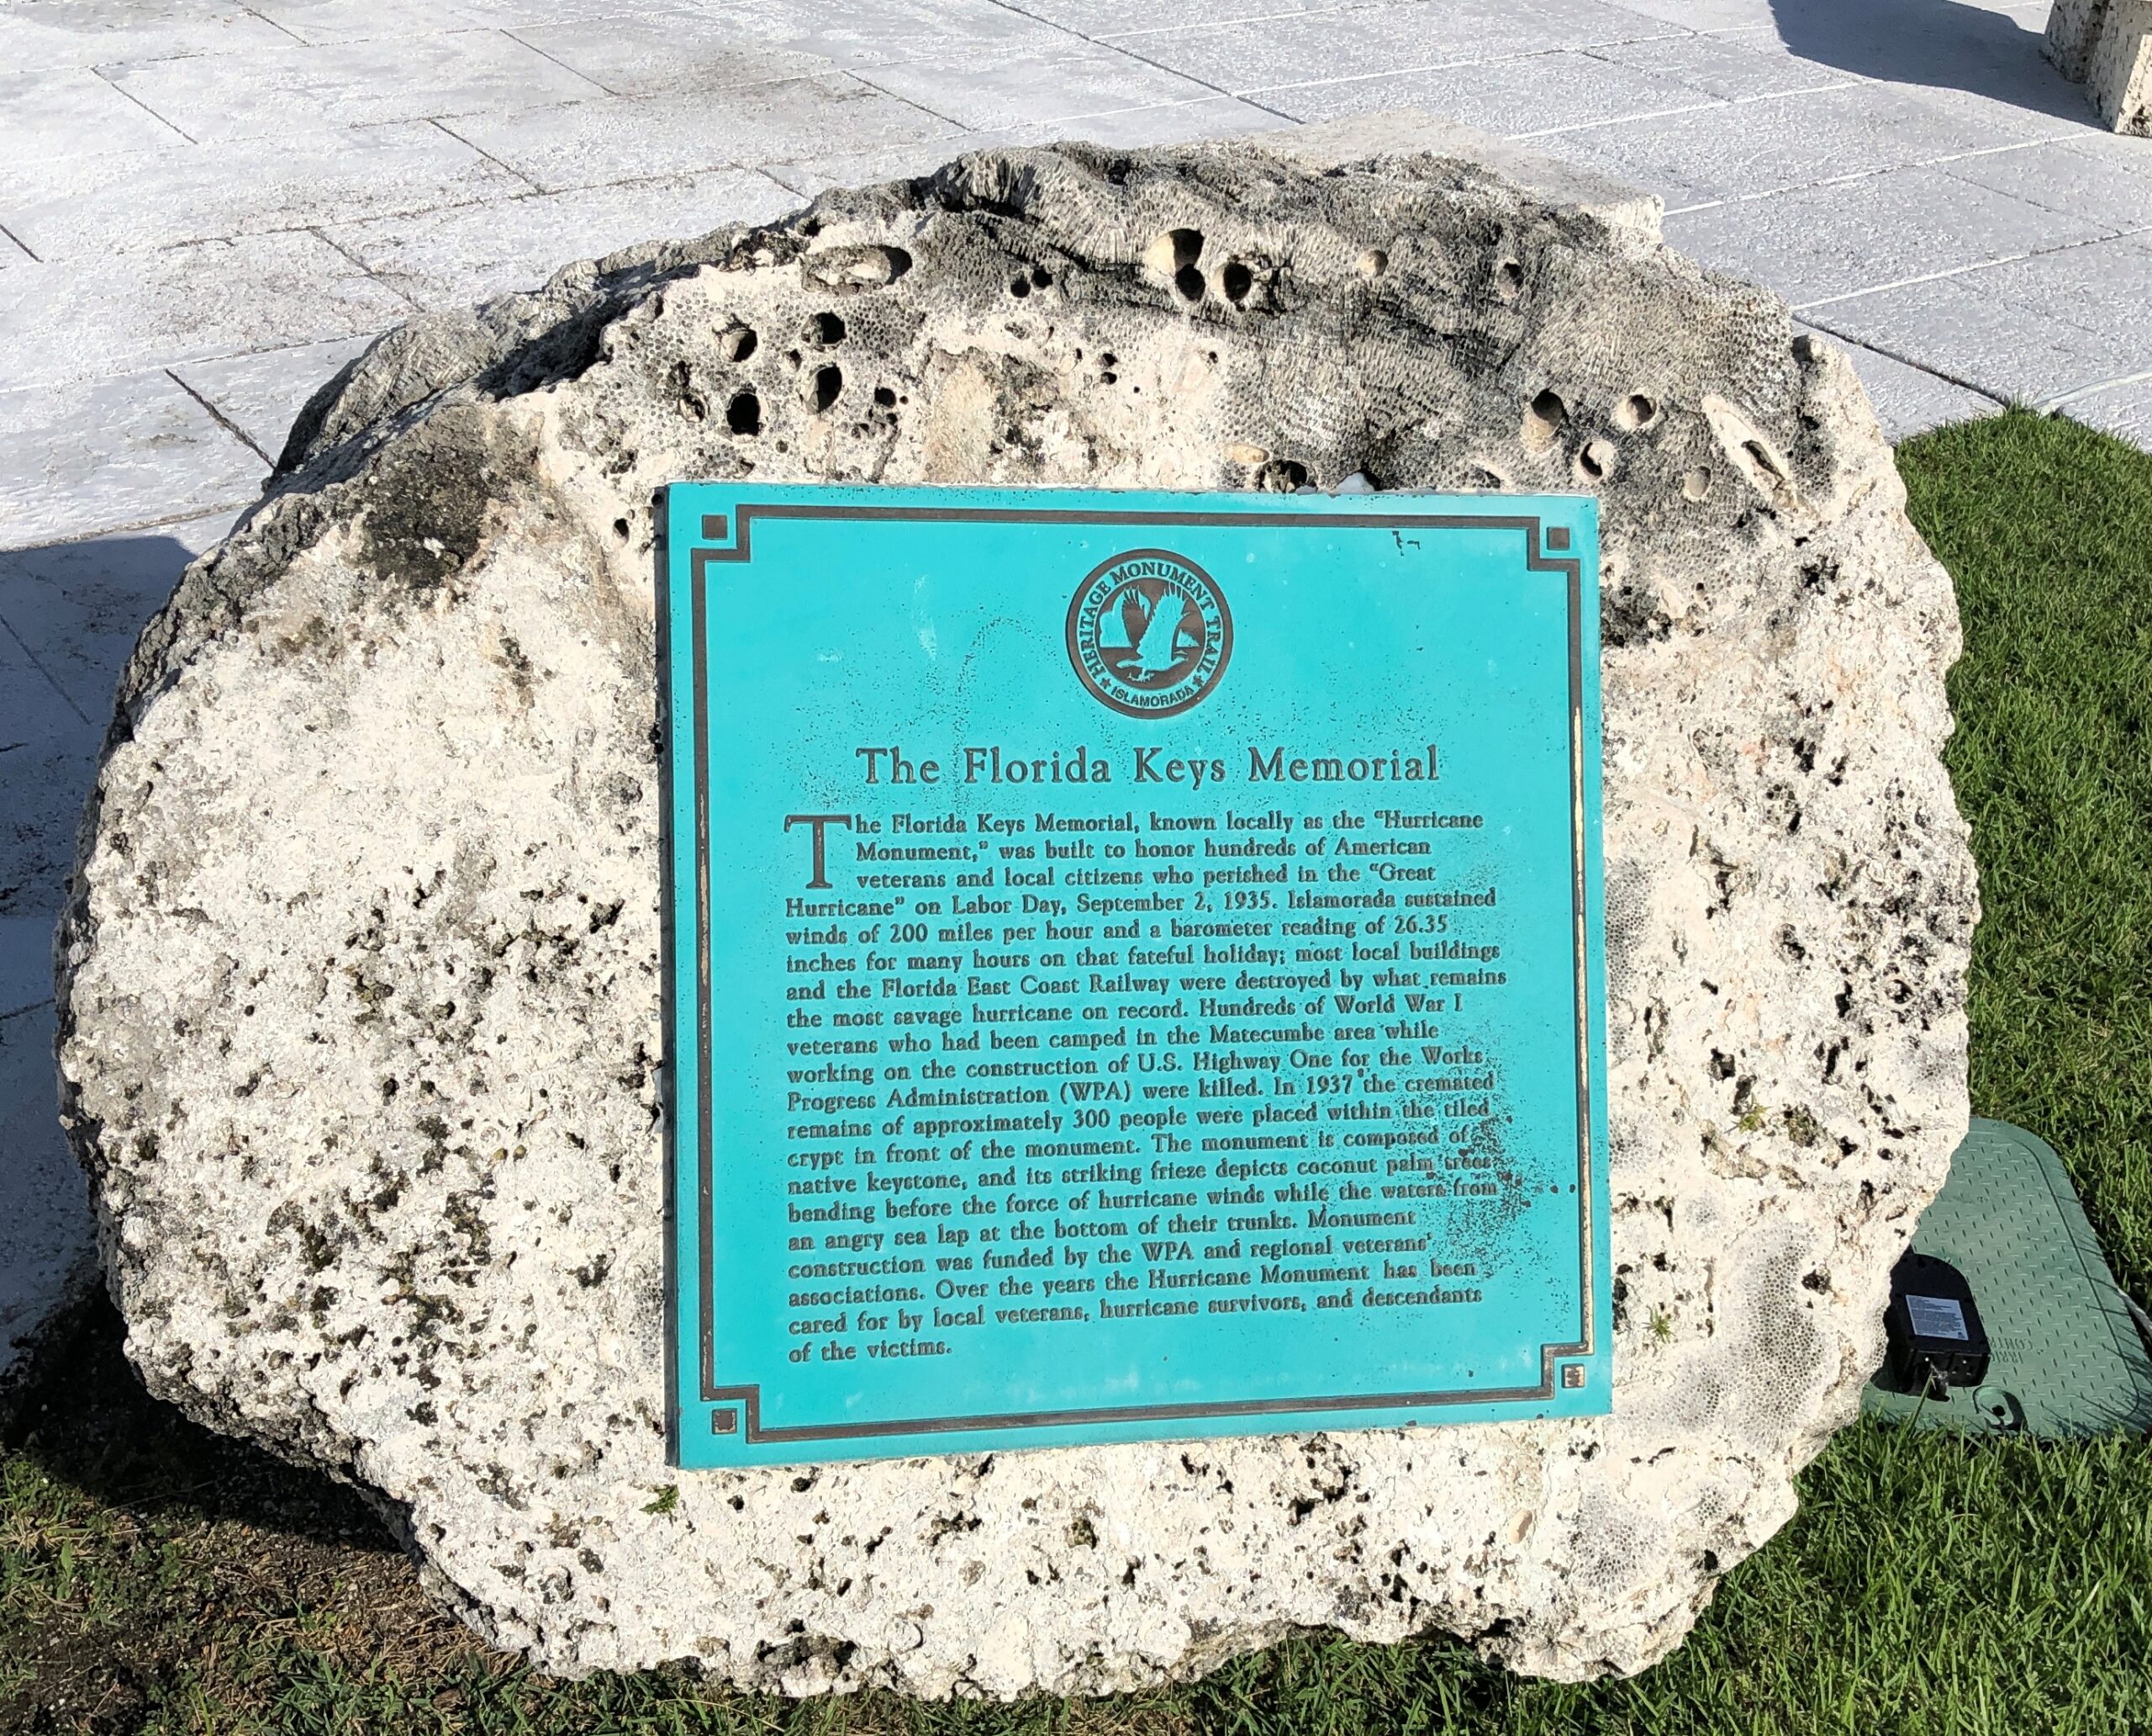 HERITAGE MONUMENT TRAIL
★ ISLAMORADA ★
The Florida Keys Memorial
The Florida Keys Memorial, known locally as the "Hurricane
Monument," was built to honor hundreds of American
veterans and local citizens who perished in the "Great
Hurricane" on Labor Day, September 2, 1935. Islamorada sustained
winds of 200 miles per hour and a barometer reading of 26.35
inches for many hours on that fateful holiday; most local buildings
and the Florida East Coast Railway were destroyed by what remains
the most savage hurricane on record. Hundreds of World War I
veterans who had been camped in the Matecumbe area while
working on the construction of U.S. Highway One for the Works
Progress Administration (WPA) were killed. In 1937 the cremated
remains of approximately 300 people were placed within the tiled
crypt in front of the monument. The monument is composed of
native keystone, and its striking frieze depicts coconut palm trees
bending before the force of hurricane winds while the waters from
an angry sea lap at the bottom of their trunks. Monument
construction was funded by the WPA and regional veterans'
associations. Over the years the Hurricane Monument has been
cared for by local veterans, hurricane survivors, and descendants
of the victims.